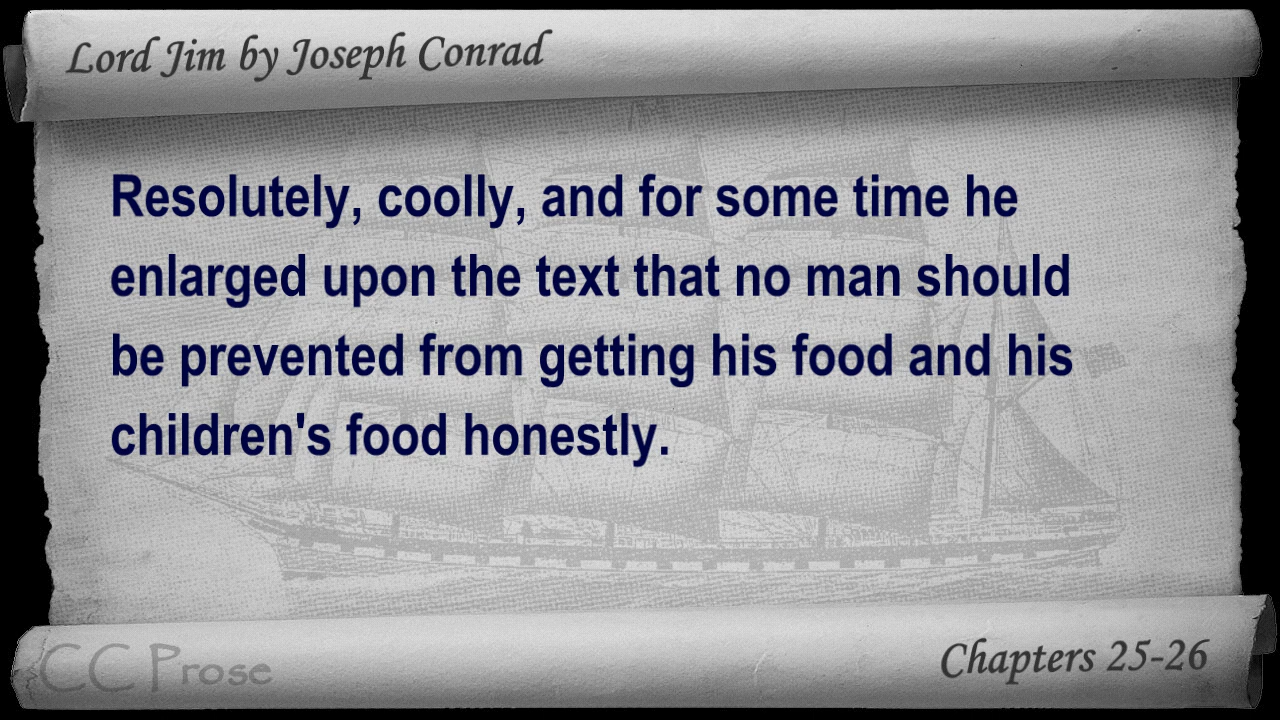 Lord Jim by Joseph Conrad
Resolutely, coolly, and for some time he
enlarged upon the text that no man should
be prevented from getting his food and his
children's food honestly.
CC Prose
Chapters 25-26